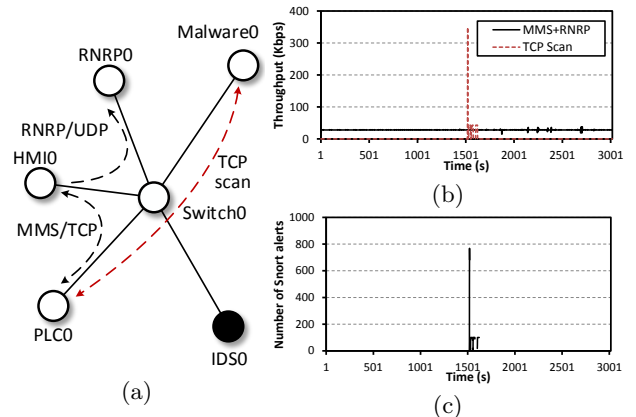 (a)
Malware0
RNRP0
RNRP/UDP
HMI0
TCP
scan
Switch0
MMS/TCP
PLC0
IDS0
(a)
Throughput (Kbps)
400
300
200
100
0
MMS+RNRP
TCP Scan
1 501 1001 1501 2001 2501 3001
Time (s)
(b)
Number of Snort alerts
1000
800
600
400
200
0
1 501 1001 1501 2001 2501 3001
Time (s)
(c)